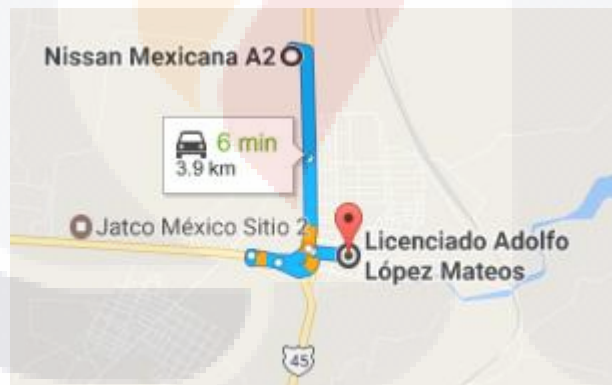 Nissan Mexicana A2
6 min
3.9 km
Jatco México Sitio 2
Licenciado Adolfo
López Mateos
45